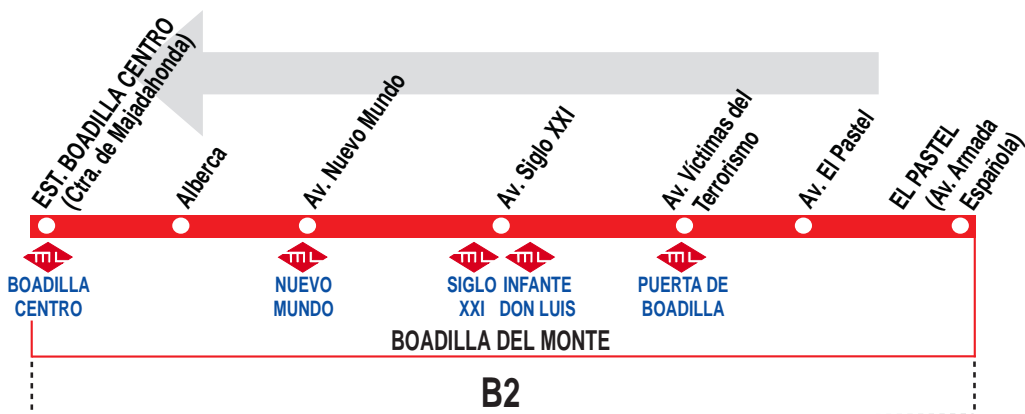 EST. BOADILLA CENTRO
(Ctra. de Majadahonda)
Alberca
Av. Nuevo Mundo
Av. Siglo XXI
Av. Víctimas del
Terrorismo
Av. El Pastel
EL PASTEL
(Av. Armada
Española)
ML
ML
ML
ML
ML
BOADILLA
CENTRO
NUEVO
MUNDO
SIGLO
XXI
INFANTE
DON LUIS
PUERTA DE
BOADILLA
BOADILLA DEL MONTE
B2